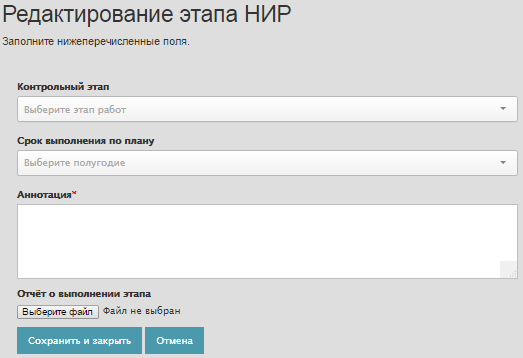 Редактирование этапа НИР
Заполните нижеперечисленные поля.
Контрольный этап
Выберите этап работ
Срок выполнения по плану
Выберите полугодие
Аннотация*
Отчёт о выполнении этапа
Выберите файл Файл не выбран
Сохранить и закрыть Отмена